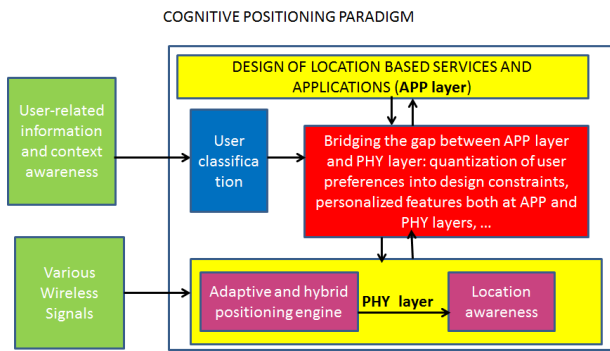 COGNITIVE POSITIONING PARADIGM
DESIGN OF LOCATION BASED SERVICES AND
APPLICATIONS (APP layer)
User-related
information
and context
awareness
User
classifica
tion
Bridging the gap between APP layer
and PHY layer: quantization of user
preferences into design constraints,
personalized features both at APP and
PHY layers, ...
Various
Wireless
Signals
Adaptive and hybrid
positioning engine
PHY layer
Location
awareness